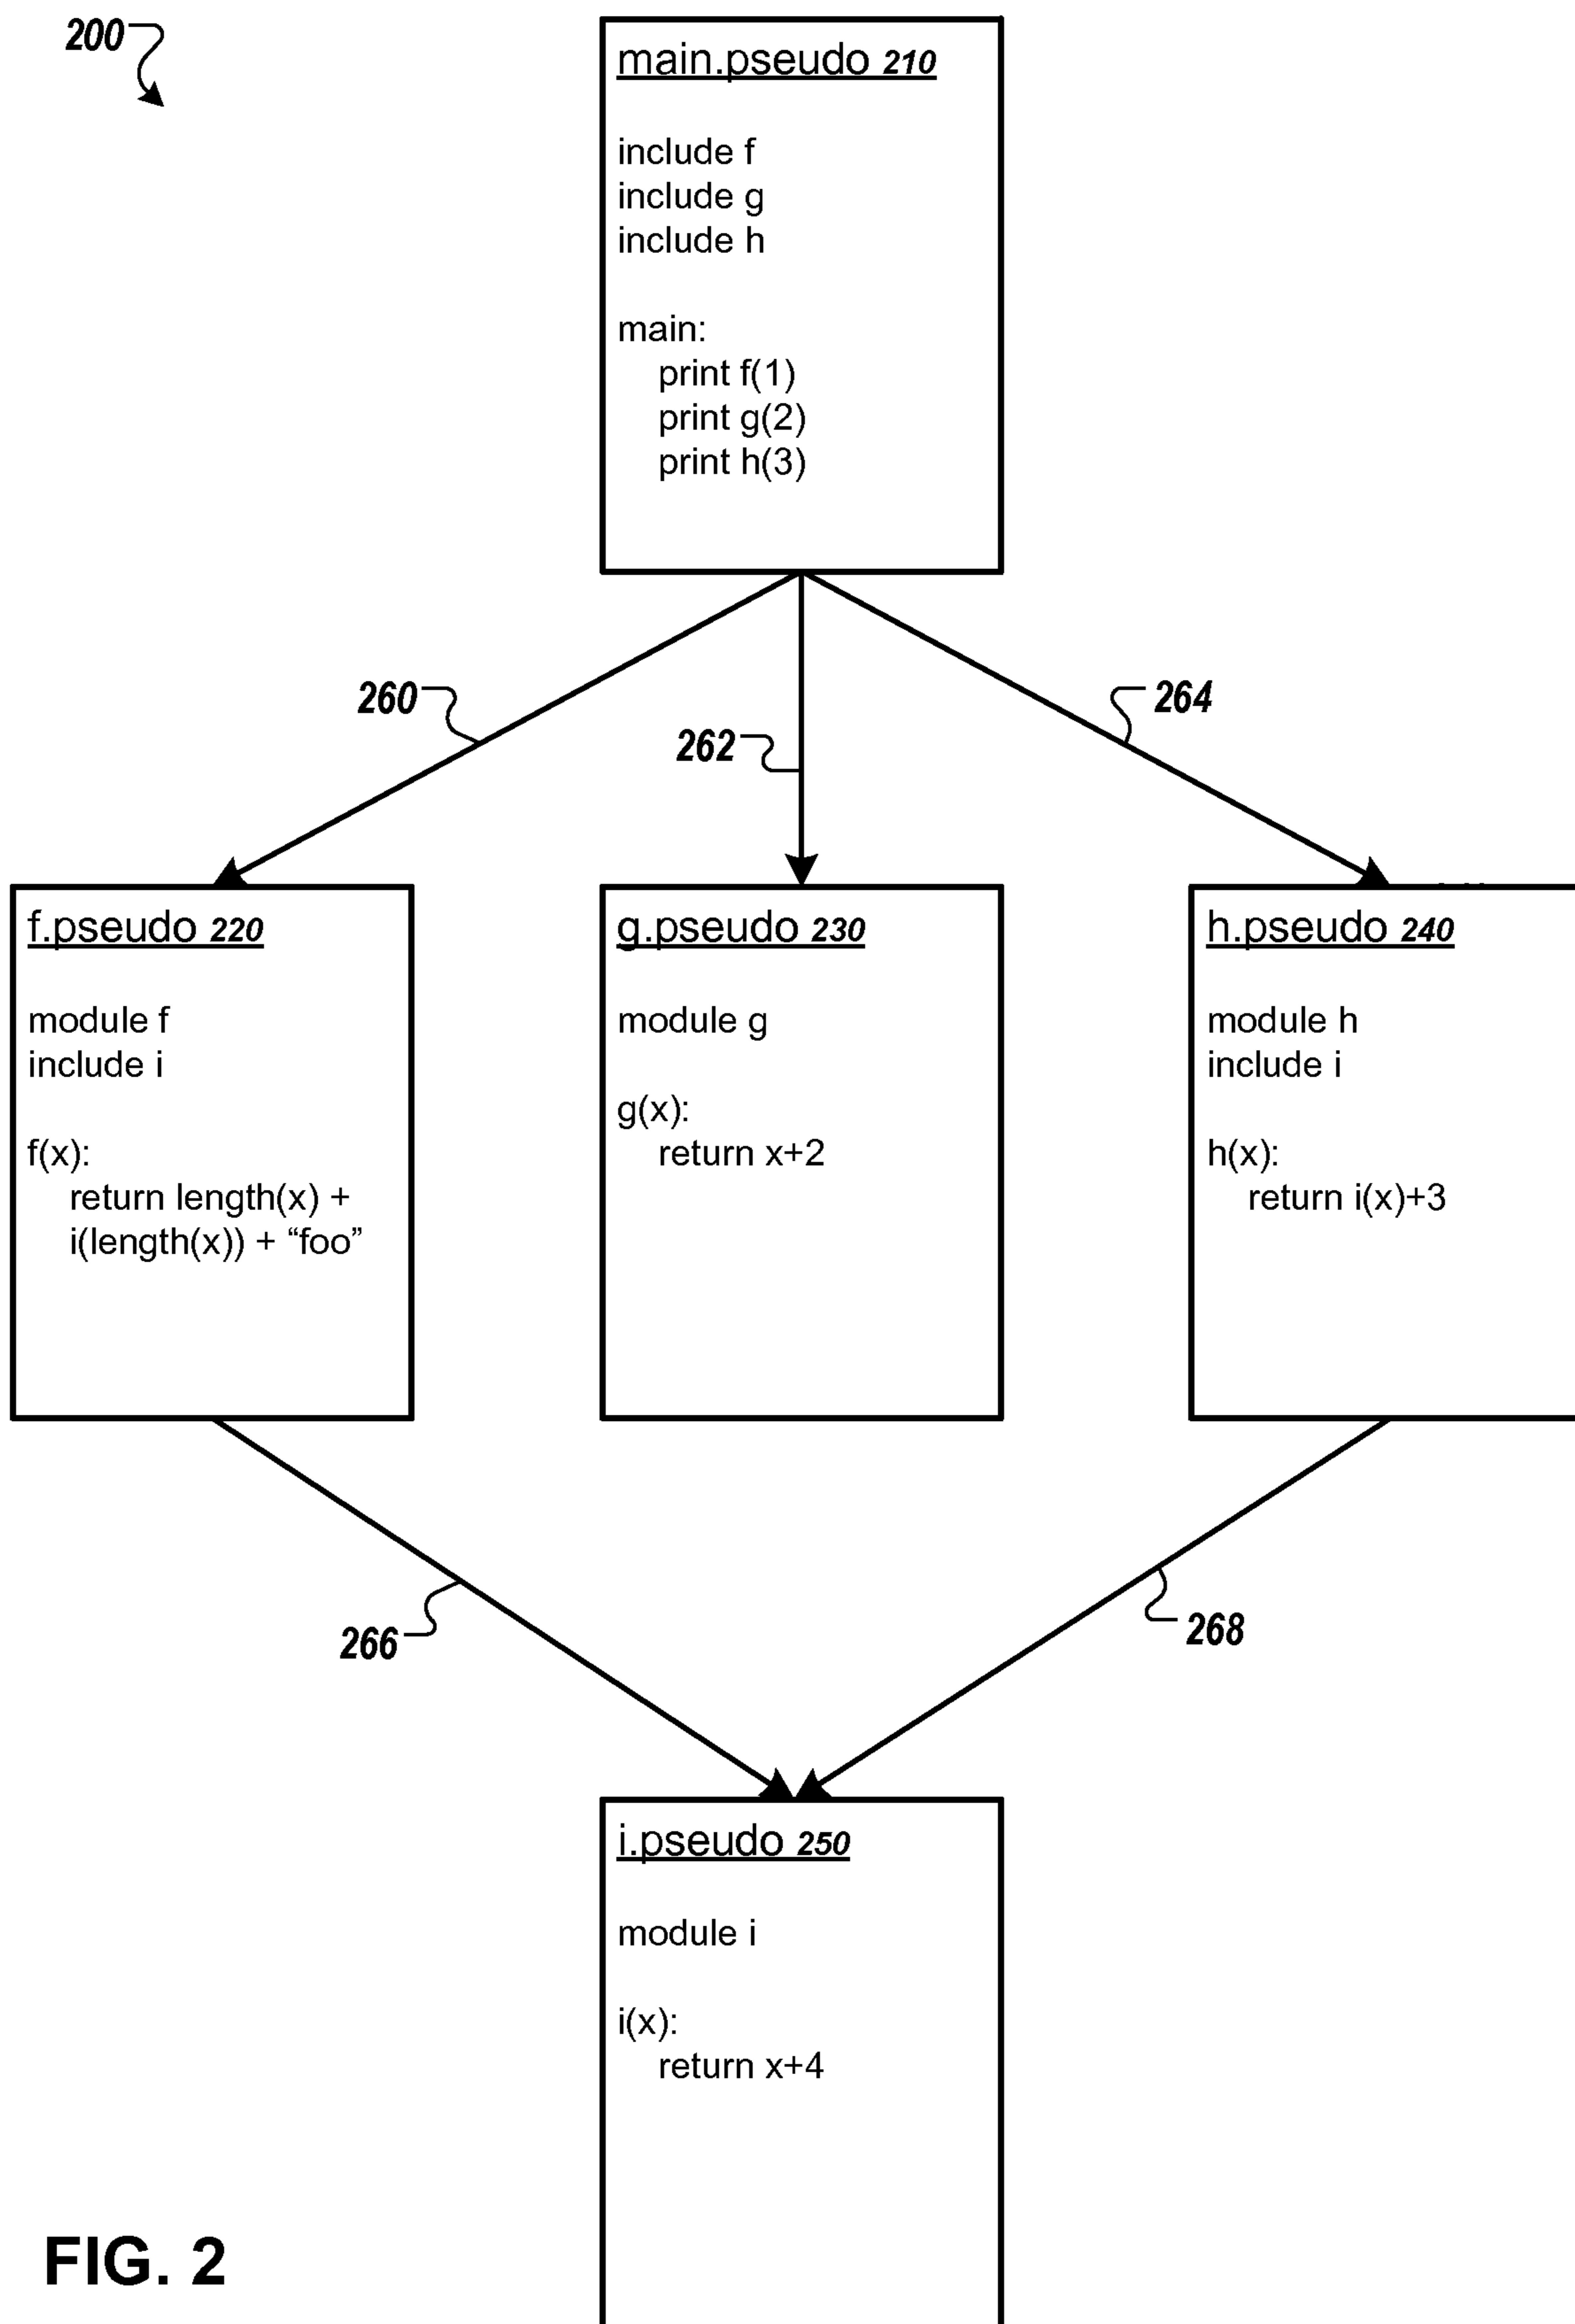 200
main.pseudo 210
include f
include g
include h
main:
print f(1)
print g(2)
print h(3)
260
262
264
f.pseudo 220
module f
include i
f(x):
return length(x) +
i(length(x)) + “foo”
g.pseudo 230
module g
g(x):
return x+2
h.pseudo 240
module h
include i
h(x):
return i(x)+3
266
268
i.pseudo 250
module i
i(x):
return x+4
FIG. 2